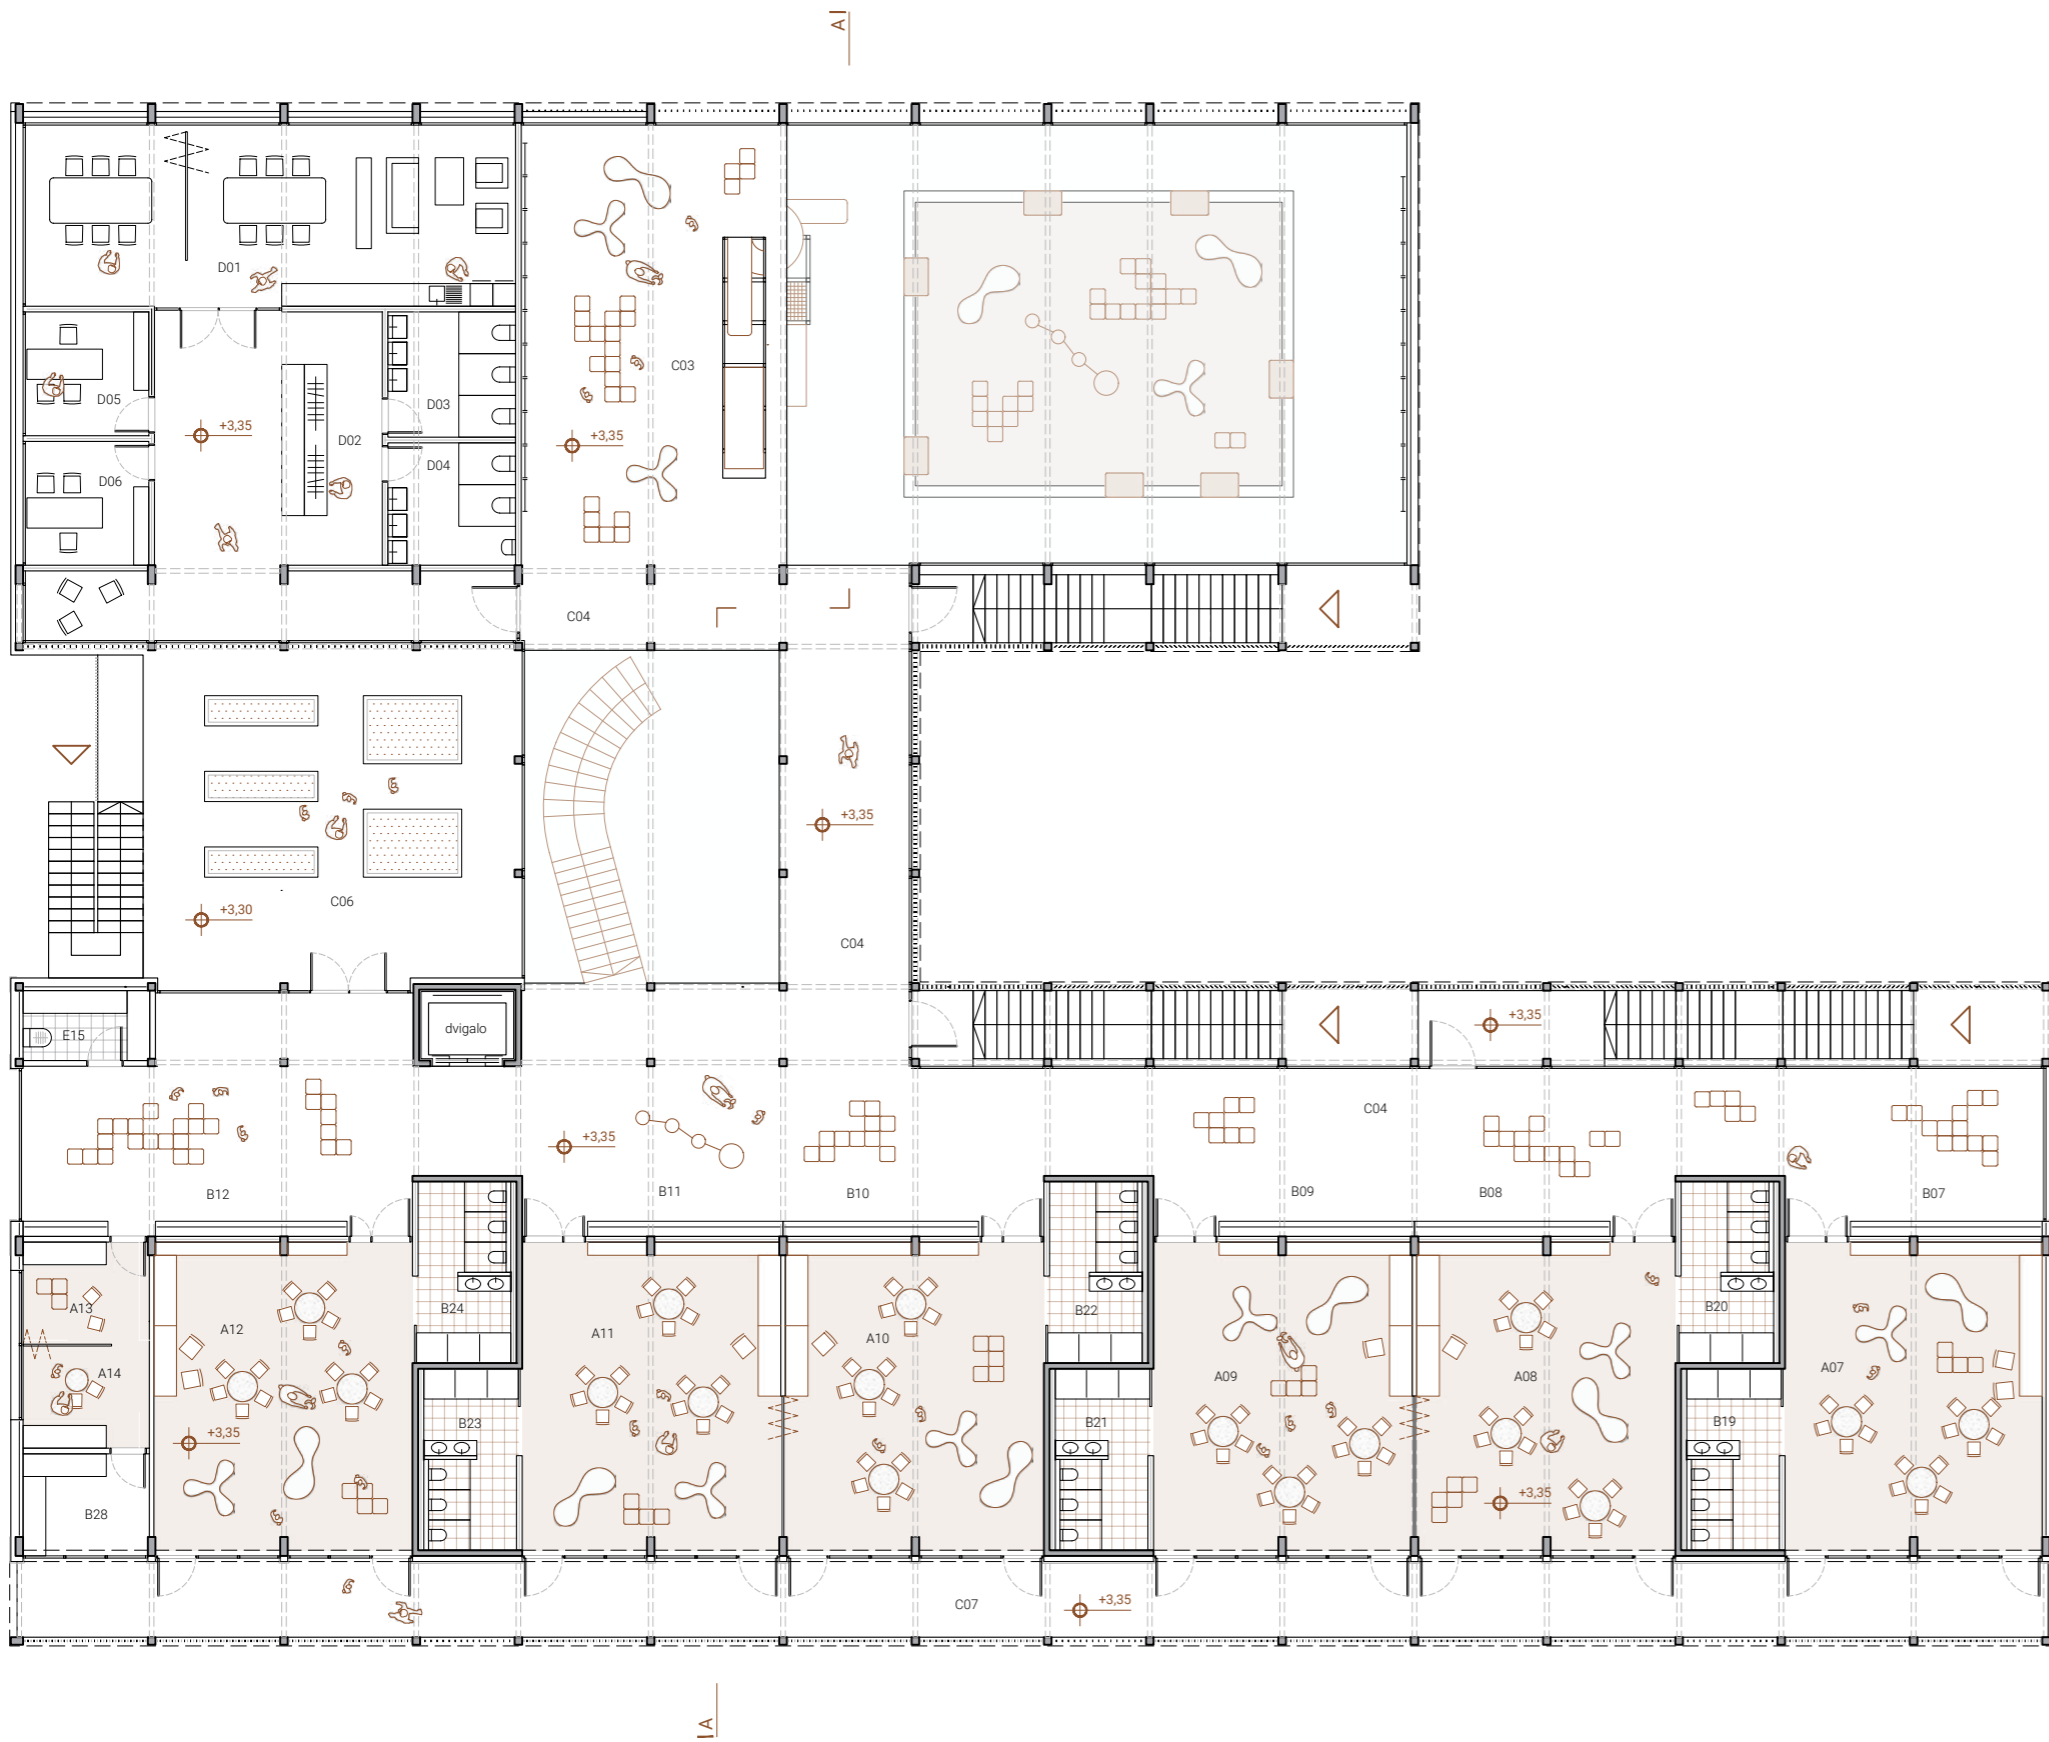 A
D01
C03
D05
D03
+3,35
D02
+3,35
D04
D06
C04
+3,35
C06
+3,30
C04
E15
dvigalo
+3,35
C04
+3,35
B12
B11
B10
B09
B08
B07
A13
A12
B24
A11
B22
A10
B20
A14
A09
A08
A07
B23
B21
B19
+3,35
+3,35
B28
C07
+3,35
A